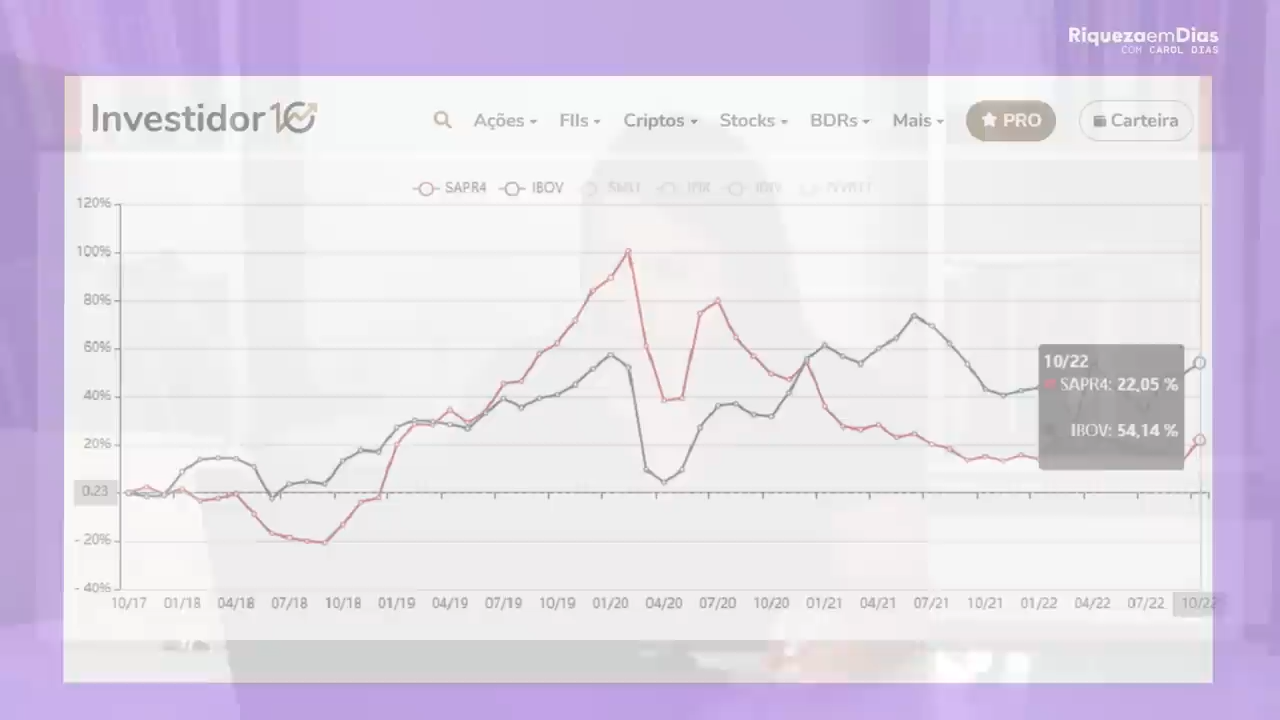 RiquezaemDias
COM CAROL DIAS
Investidor10
Ações FIIs Criptos Stocks BDRs Mais PRO Carteira
SAPR4 IBOV
120%
100%
80%
60%
40%
20%
0.23
- 20%
- 40%
10/22
SAPR4: 22,05 %
IBOV: 54,14 %
10/17 01/18 04/18 07/18 10/18 01/19 04/19 07/19 10/19 01/20 04/20 07/20 10/20 01/21 04/21 07/21 10/21 01/22 04/22 07/22 10/22